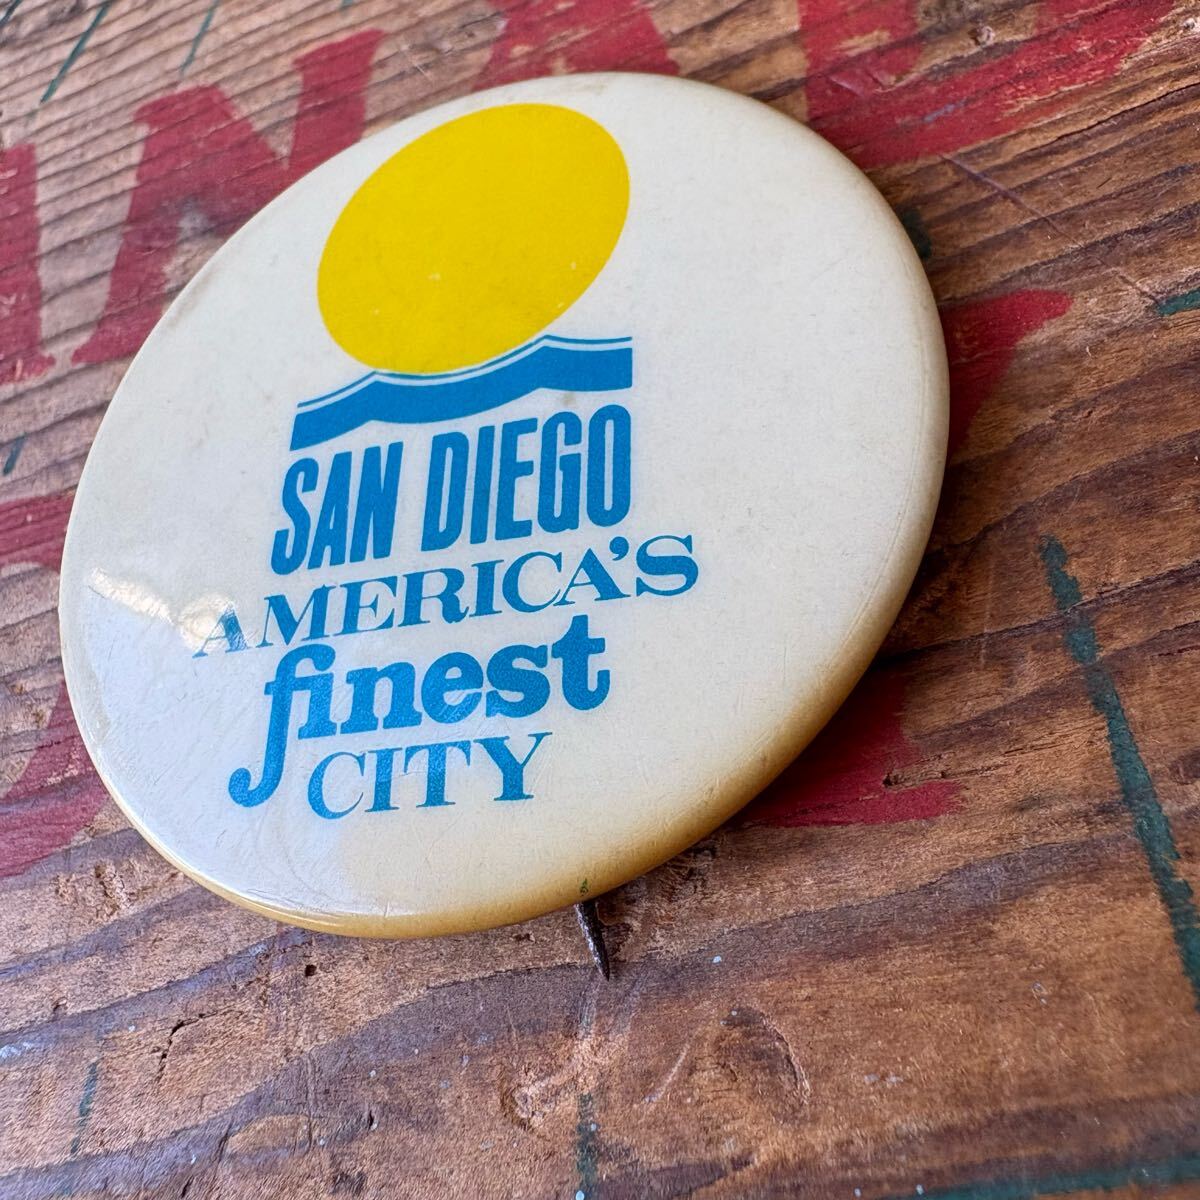 SAN DIEGO
AMERICA'S
finest
CITY